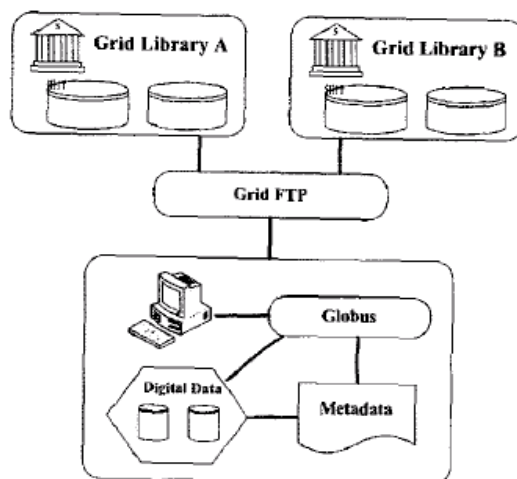 Grid Library A
Grid Library B
Grid FTP
Globus
Digital Data
Metadata